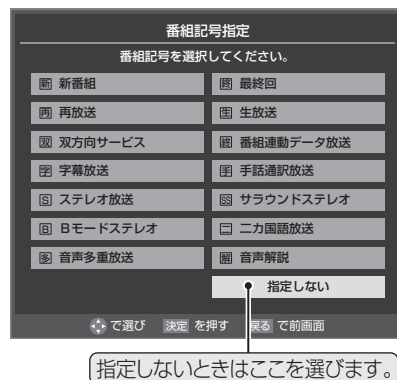 番組記号指定
番組記号を選択してください。
新 新番組
終 最終回
再 再放送
生 生放送
双 双方向サービス
番組連動データ放送
字 字幕放送
手 手話通訳放送
S ステレオ放送
SS サラウンドステレオ
B Bモードステレオ
二 二カ国語放送
多 音声多重放送
解 音声解説
指定しない
で選び 決定 を押す 戻る で前画面
指定しないときはここを選びます。